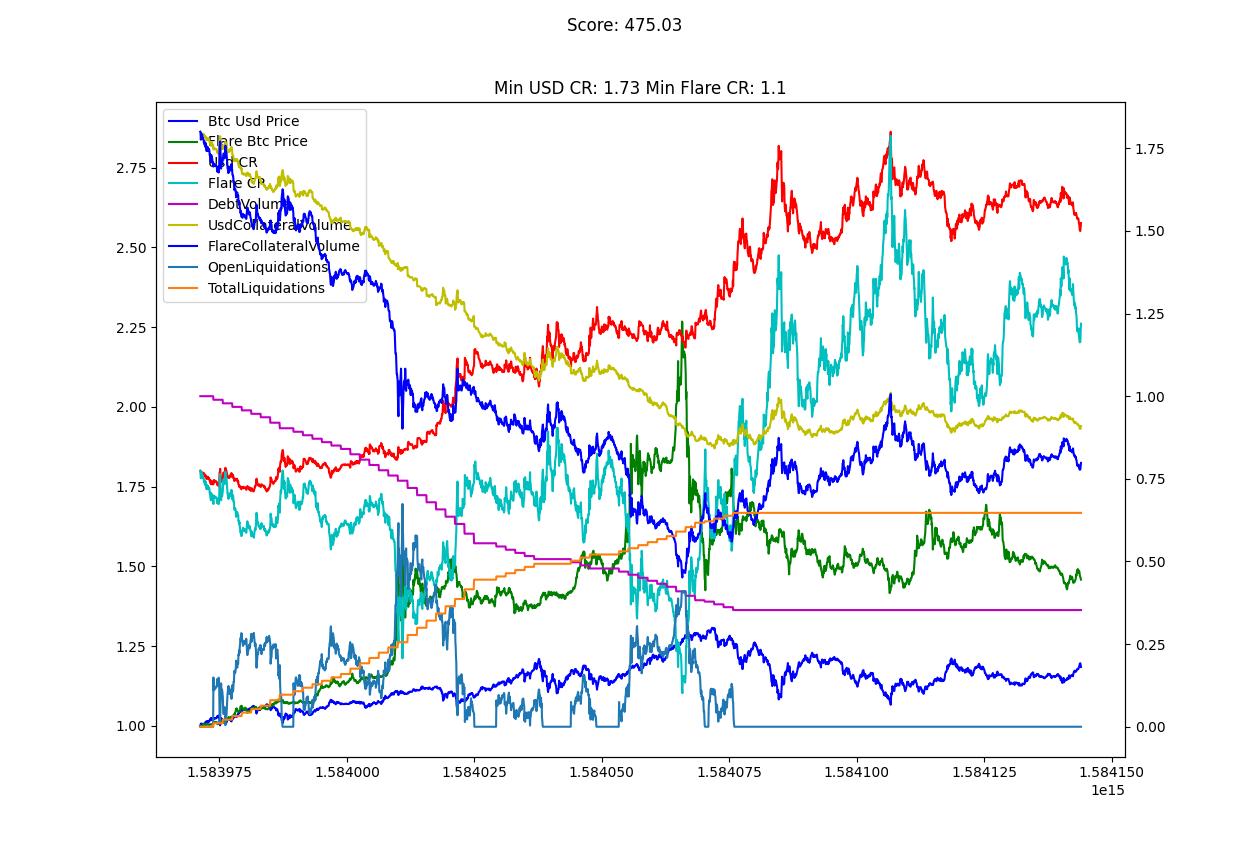 Score: 475.03
Min USD CR: 1.73 Min Flare CR: 1.1
Btc Usd Price
Flare Btc Price
Usd CR
Flare CR
DebtVolume
UsdCollateralVolume
FlareCollateralVolume
OpenLiquidations
TotalLiquidations
2.75
2.50
2.25
2.00
1.75
1.50
1.25
1.00
1.75
1.50
1.25
1.00
0.75
0.50
0.25
0.00
1.583975 1.584000 1.584025 1.584050 1.584075 1.584100 1.584125 1.584150
1e15